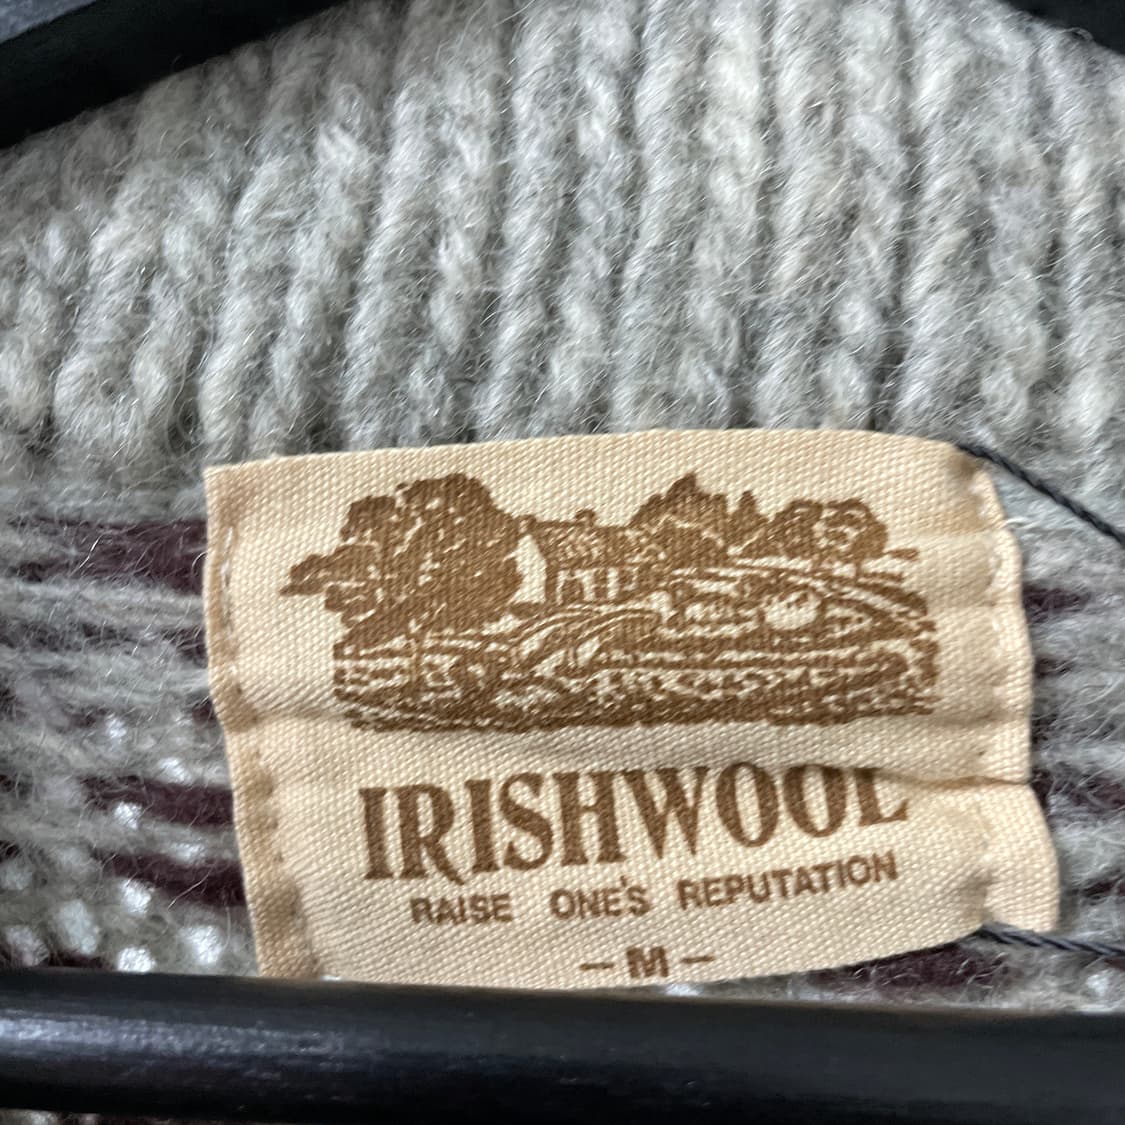 IRISHWOOL
RAISE ONE'S REPUTATION
– M –